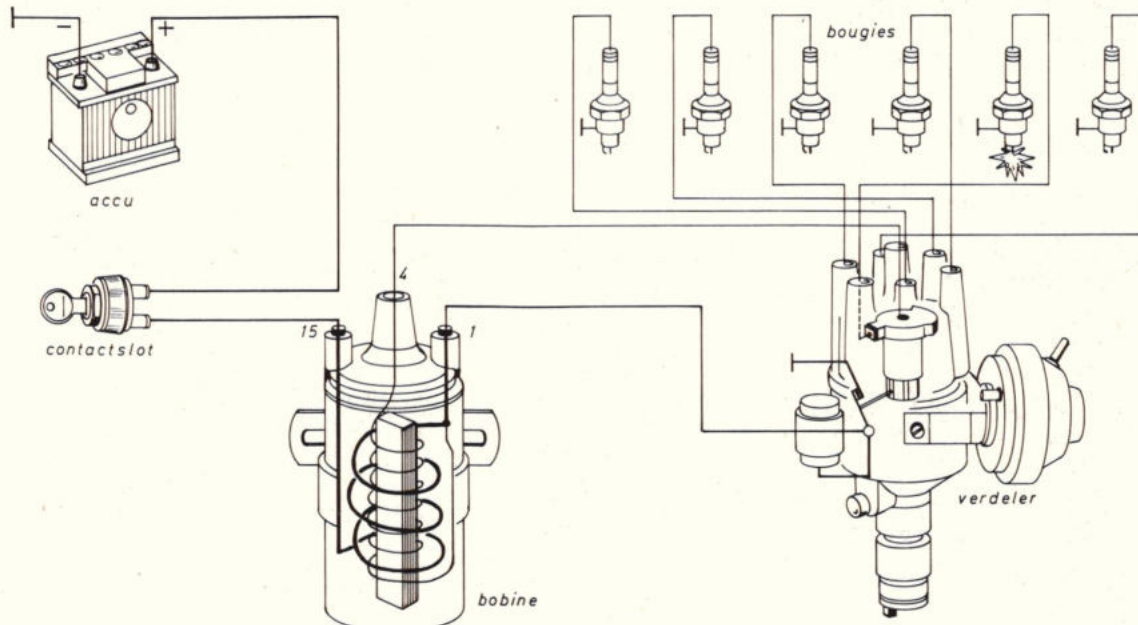 - +
bougies
accu
4
15 1
contactslot
verdeler
bobine